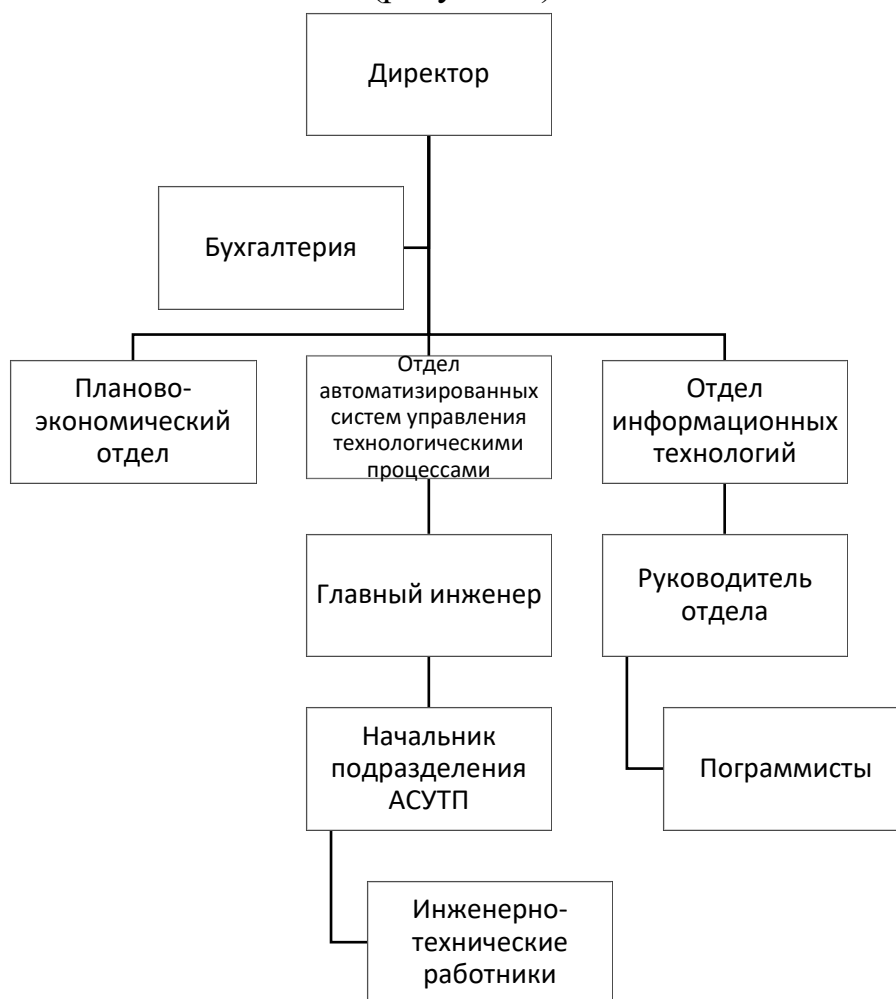 Директор
Бухгалтерия
Планово-
экономический
отдел
Отдел
автоматизированных
систем управления
технологическими
процессами
Отдел
информационных
технологий
Главный инженер
Руководитель
отдела
Начальник
подразделения
АСУТП
Пограммисты
Инженерно-
технические
работники